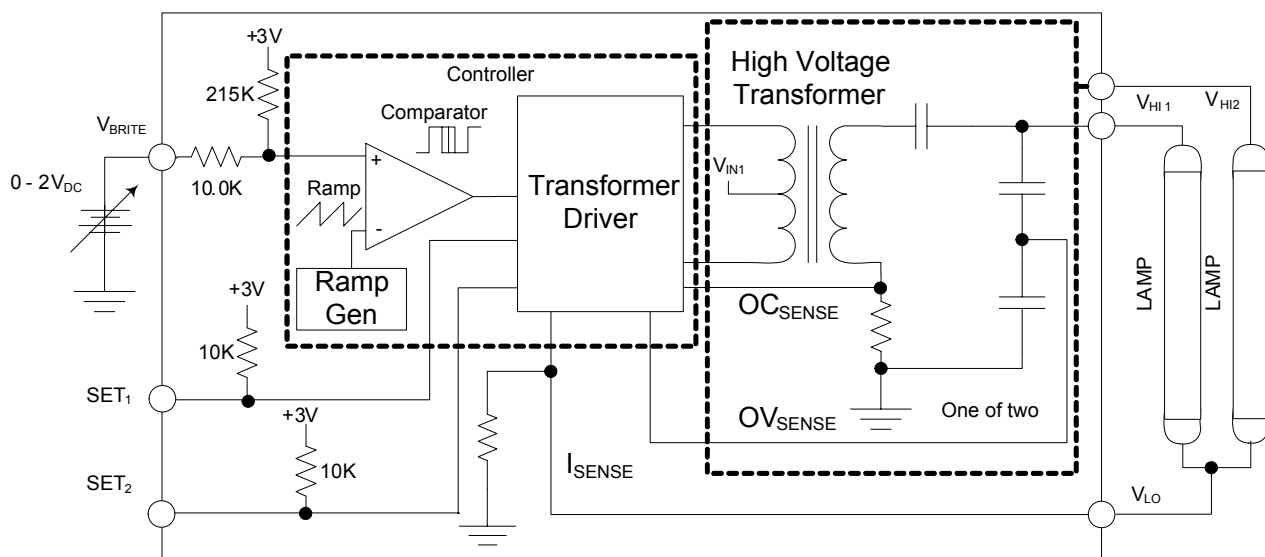 +3V
215K
V_BRITE
0 - 2V_DC
10.0K
Controller
Comparator
+
Ramp
-
Ramp
Gen
Transformer
Driver
High Voltage
Transformer
V_IN1
OC_SENSE
OV_SENSE
One of two
V_HI 1
V_HI2
LAMP
LAMP
+3V
10K
SET_1
+3V
10K
SET_2
I_SENSE
V_LO